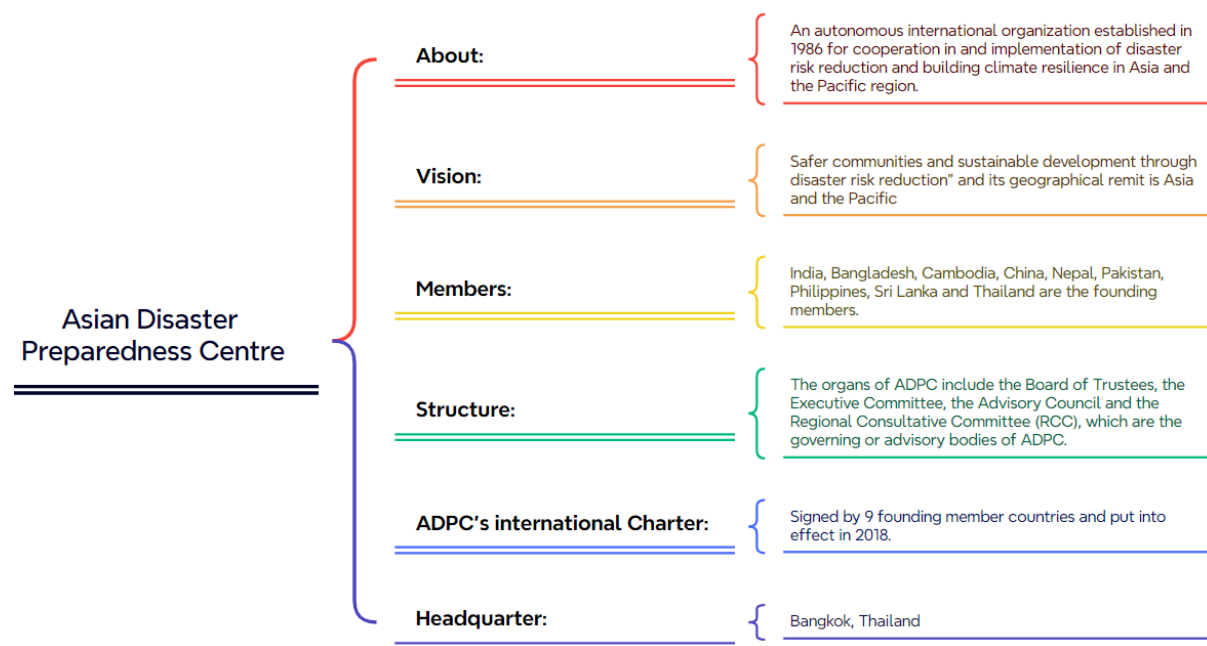 Asian Disaster
Preparedness Centre
About:
An autonomous international organization established in
1986 for cooperation in and implementation of disaster
risk reduction and building climate resilience in Asia and
the Pacific region.
Vision:
Safer communities and sustainable development through
disaster risk reduction” and its geographical remit is Asia
and the Pacific
Members:
India, Bangladesh, Cambodia, China, Nepal, Pakistan,
Philippines, Sri Lanka and Thailand are the founding
members.
Structure:
The organs of ADPC include the Board of Trustees, the
Executive Committee, the Advisory Council and the
Regional Consultative Committee (RCC), which are the
governing or advisory bodies of ADPC.
ADPC’s international Charter:
Signed by 9 founding member countries and put into
effect in 2018.
Headquarter:
Bangkok, Thailand